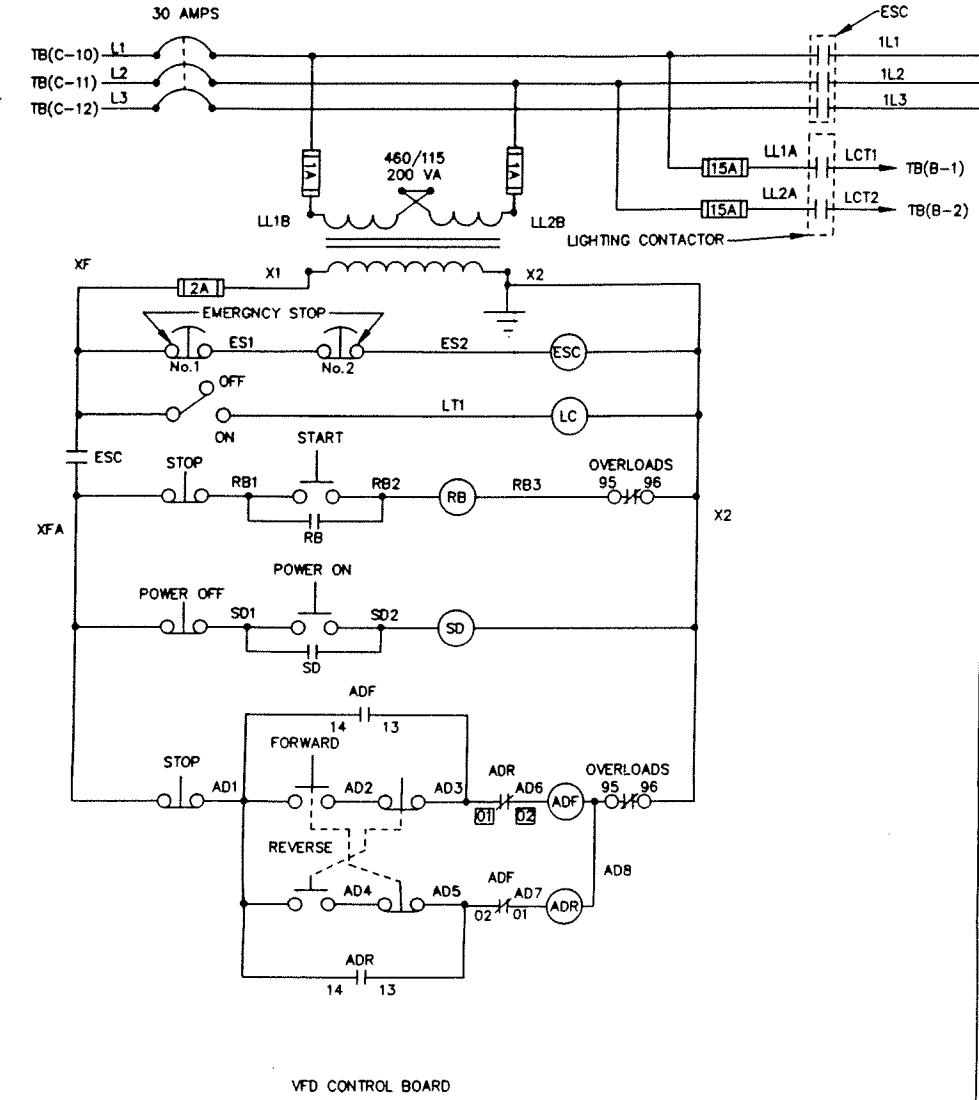 30 AMPS
ESC
TB(C-10) L1
1L1
TB(C-11) L2
1L2
TB(C-12) L3
1L3
1A
460/115
200 VA
1A
15A
LL1A
LCT1
TB(B-1)
15A
LL2A
LCT2
TB(B-2)
LL1B
LL2B
LIGHTING CONTACTOR
XF
X1
X2
2A
EMERGNCY STOP
No.1
ES1
No.2
ES2
ESC
OFF
ON
LT1
LC
ESC
STOP
START
OVERLOADS
RB1
RB2
RB
RB3
95 96
RB
XFA
X2
POWER ON
POWER OFF
SD1
SD2
SD
SD
ADF
14 13
FORWARD
STOP
AD1
AD2
AD3
ADR
AD6
01 02
ADF
OVERLOADS
95 96
REVERSE
AD4
AD5
ADF
AD7
02 01
ADR
AD8
ADR
14 13
VFD CONTROL BOARD